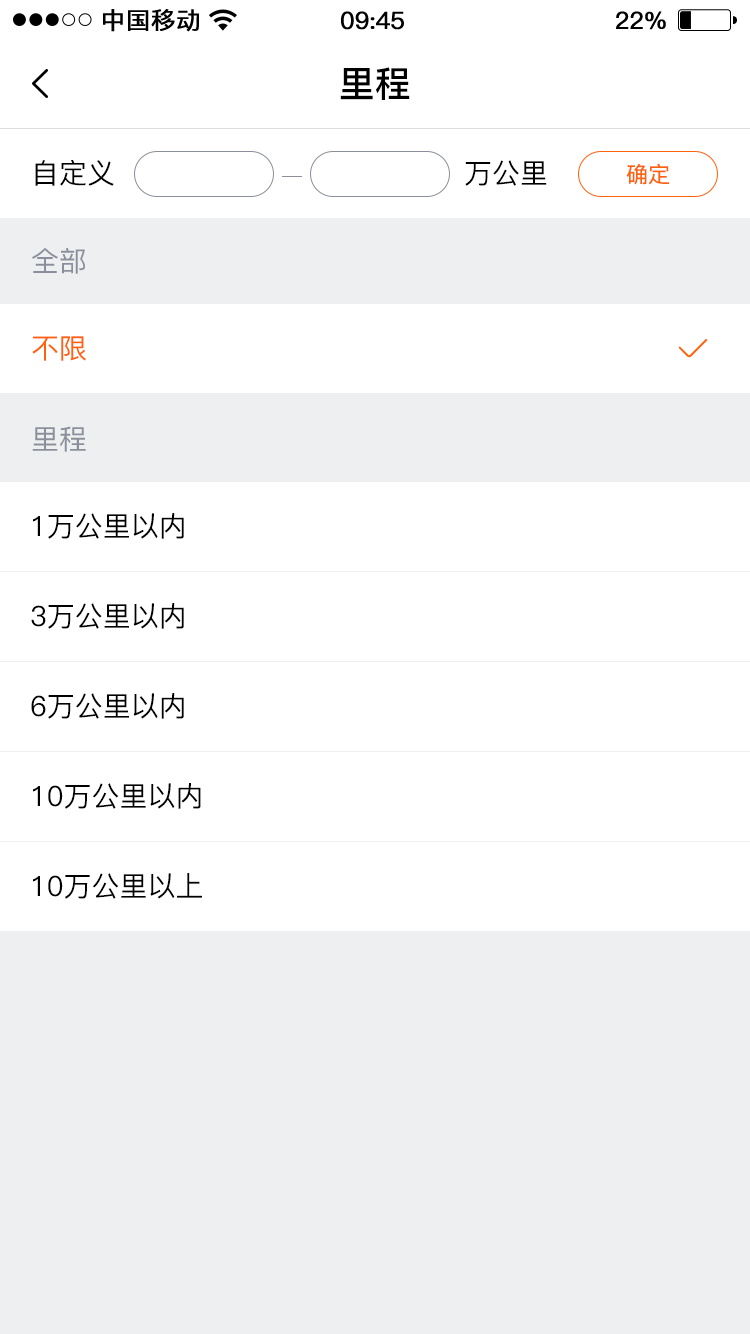 中国移动 09:45 22%
里程
自定义 — 万公里 确定
全部
不限
里程
1万公里以内
3万公里以内
6万公里以内
10万公里以内
10万公里以上